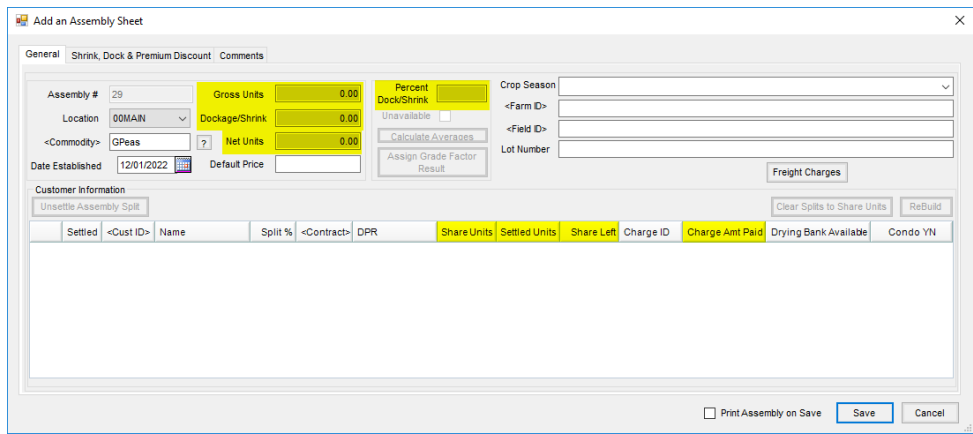 Add an Assembly Sheet
General Shrink, Dock & Premium Discount Comments
Assembly # 29 Gross Units 0.00 Percent Dock/Shrink Crop Season
Location 00MAIN Dockage/Shrink 0.00 Unavailable <Farm ID>
<Commodity> GPeas ? Net Units 0.00 Calculate Averages <Field ID>
Date Established 12/01/2022 Default Price Assign Grade Factor Result Lot Number
Freight Charges
Customer Information
Unsettle Assembly Split Clear Splits to Share Units ReBuild
Settled <Cust ID> Name Split % <Contract> DPR Share Units Settled Units Share Left Charge ID Charge Amt Paid Drying Bank Available Condo YN
Print Assembly on Save Save Cancel